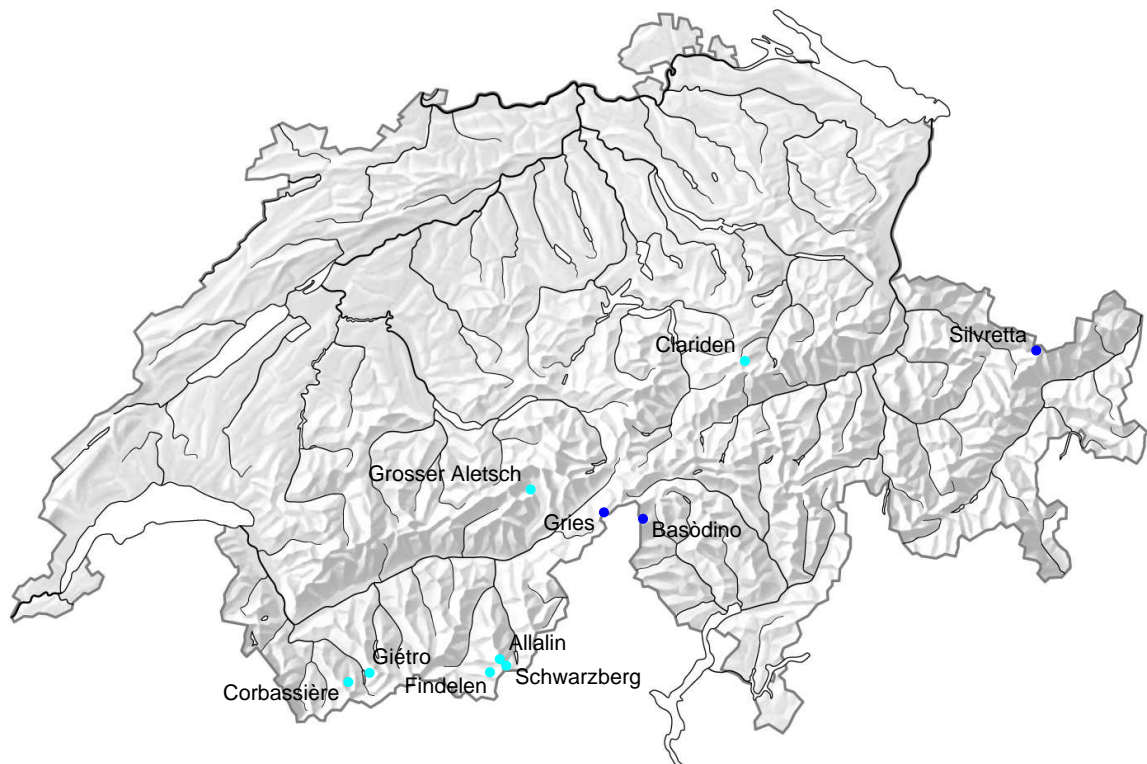 Silvretta
Clariden
Grosser Aletsch
Gries
Basòdino
Allalin
Giétro
Schwarzberg
Findelen
Corbassière